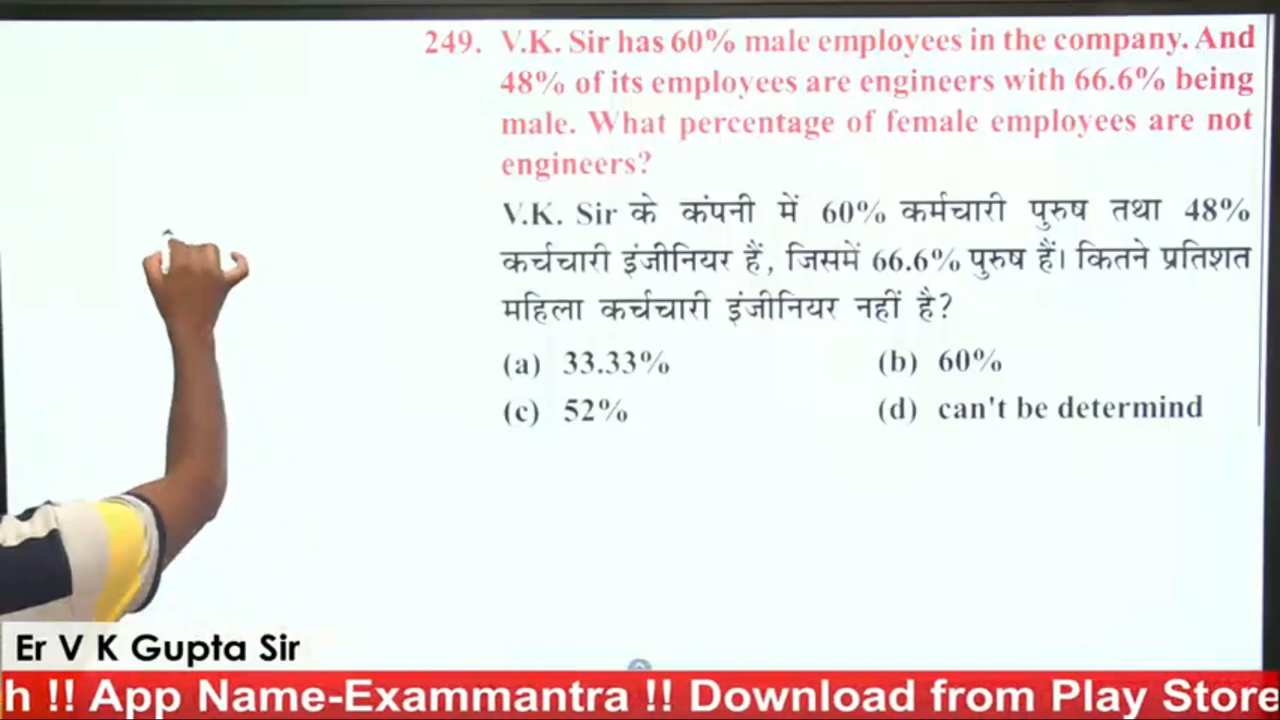 249. V.K. Sir has 60% male employees in the company. And
48% of its employees are engineers with 66.6% being
male. What percentage of female employees are not
engineers?
V.K. Sir के कंपनी में 60% कर्मचारी पुरुष तथा 48%
कर्चचारी इंजीनियर हैं, जिसमें 66.6% पुरुष हैं। कितने प्रतिशत
महिला कर्चचारी इंजीनियर नहीं है?
(a) 33.33% (b) 60%
(c) 52% (d) can't be determind
Er V K Gupta Sir
h !! App Name-Exammantra !! Download from Play Store